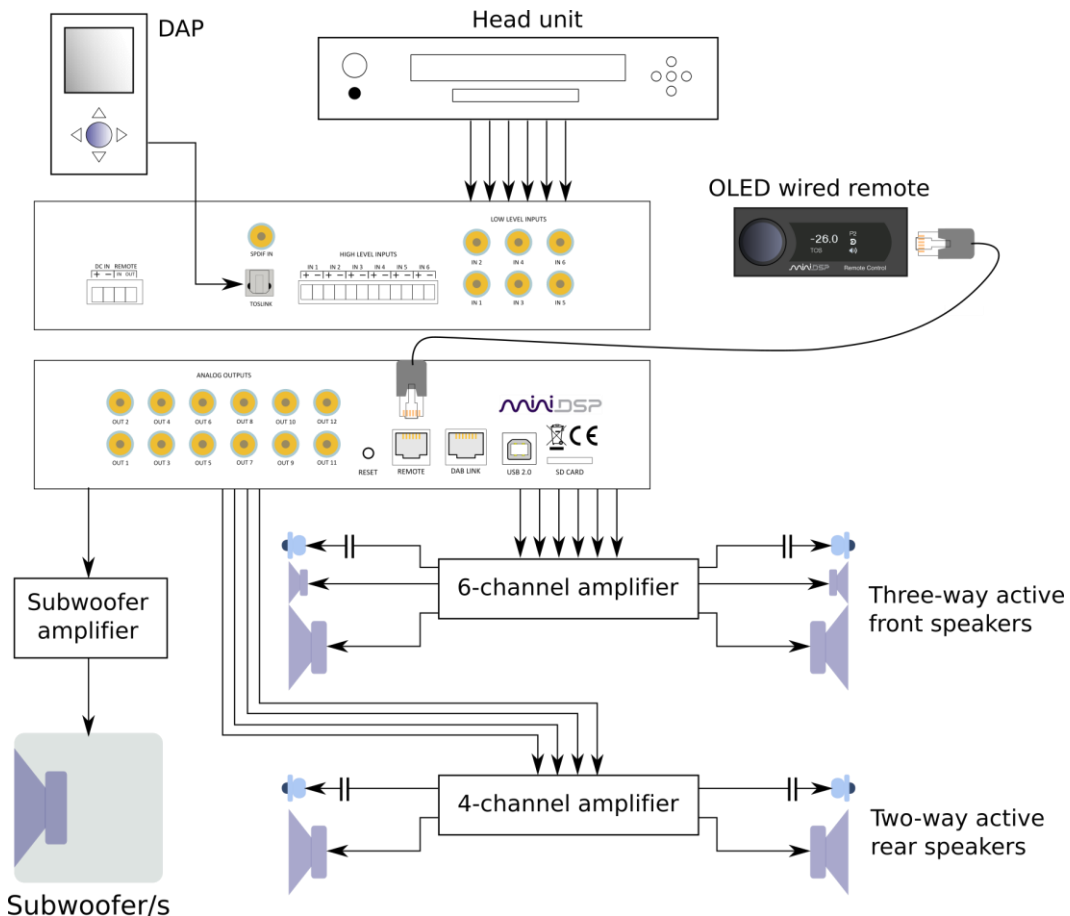 DAP
Head unit
OLED wired remote
-26.0
P2
TOS
miniDSP
Remote Control
LOW LEVEL INPUTS
SPDIF IN
HIGH LEVEL INPUTS
DC IN REMOTE
+ - IN OUT
IN 1 IN 2 IN 3 IN 4 IN 5 IN 6
+ - + - + - + - + - + -
IN 2 IN 4 IN 6
TOSLINK
IN 1 IN 3 IN 5
ANALOG OUTPUTS
miniDSP
OUT 2 OUT 4 OUT 6 OUT 8 OUT 10 OUT 12
CE
OUT 1 OUT 3 OUT 5 OUT 7 OUT 9 OUT 11
RESET
REMOTE
DAB LINK
USB 2.0
SD CARD
Subwoofer
amplifier
6-channel amplifier
Three-way active
front speakers
4-channel amplifier
Two-way active
rear speakers
Subwoofer/s